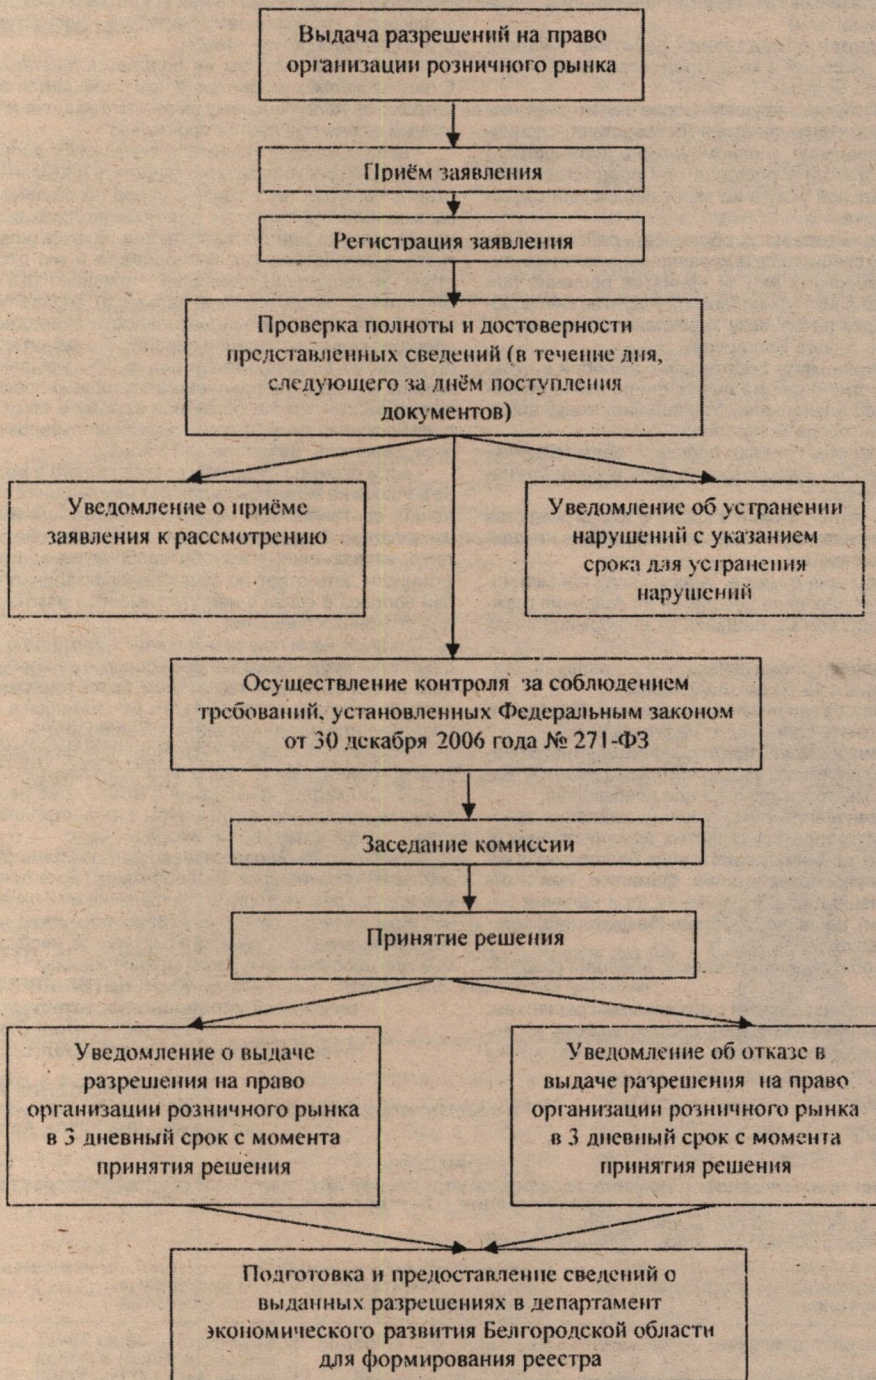 Выдача разрешений на право
организации розничного рынка
Приём заявления
Регистрация заявления
Проверка полноты и достоверности
представленных сведений (в течение дня,
следующего за днём поступления
документов)
Уведомление о приёме
заявления к рассмотрению
Уведомление об устранении
нарушений с указанием
срока для устранения
нарушений
Осуществление контроля за соблюдением
требований, установленных Федеральным законом
от 30 декабря 2006 года № 271-ФЗ
Заседание комиссии
Принятие решения
Уведомление о выдаче
разрешения на право
организации розничного рынка
в 3 дневный срок с момента
принятия решения
Уведомление об отказе в
выдаче разрешения на право
организации розничного рынка
в 3 дневный срок с момента
принятия решения
Подготовка и предоставление сведений о
выданных разрешениях в департамент
экономического развития Белгородской области
для формирования реестра